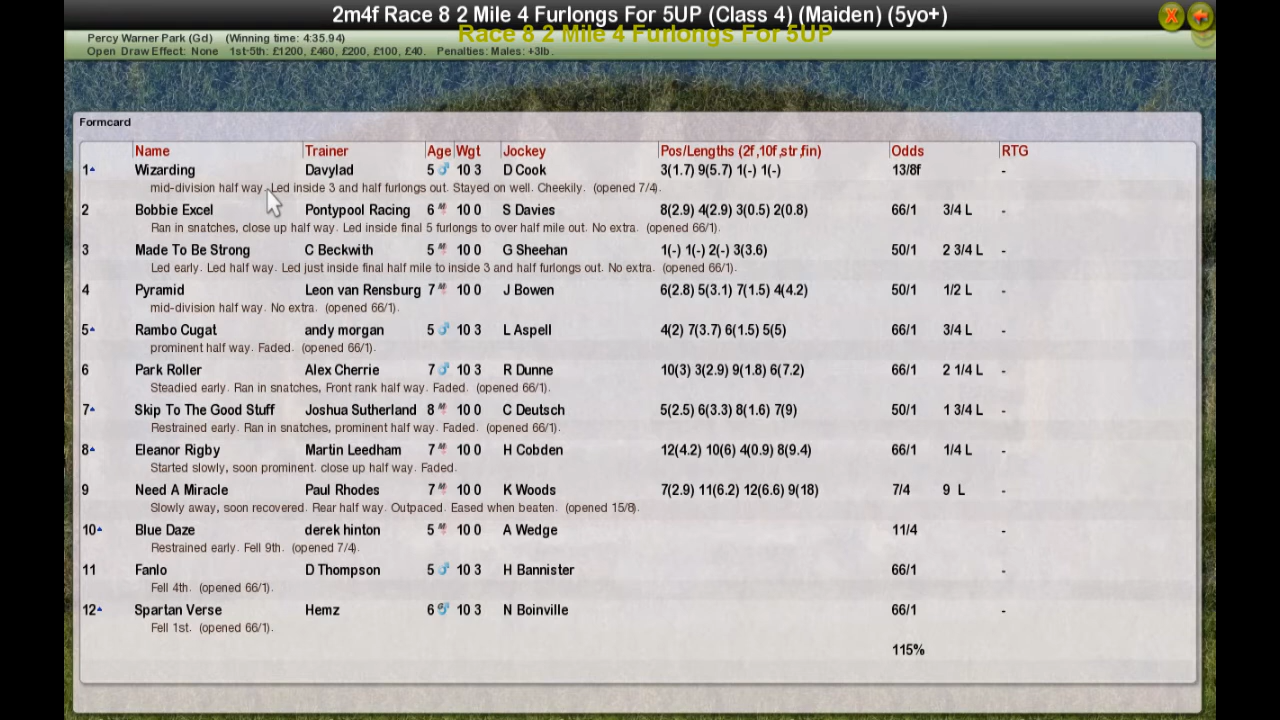 2m4f Race 8 2 Mile 4 Furlongs For 5UP (Class 4) (Maiden) (5yo+)
Race 8 2 Mile 4 Furlongs For 5UP
Percy Warner Park (Gd) (Winning time: 4:35.94)
Open Draw Effect: None 1st-5th: £1200, £460, £200, £100, £40. Penalties: Males: +3lb.
Formcard
Name Trainer Age Wgt Jockey Pos/Lengths (2f,10f,str,fin) Odds RTG
1 Wizarding Davylad 5 10 3 D Cook 3(1.7) 9(5.7) 1(-) 1(-) 13/8f -
mid-division half way. Led inside 3 and half furlongs out. Stayed on well. Cheekily. (opened 7/4).
2 Bobbie Excel Pontypool Racing 6 10 0 S Davies 8(2.9) 4(2.9) 3(0.5) 2(0.8) 66/1 3/4 L -
Ran in snatches, close up half way. Led inside final 5 furlongs to over half mile out. No extra. (opened 66/1).
3 Made To Be Strong C Beckwith 5 10 0 G Sheehan 1(-) 1(-) 2(-) 3(3.6) 50/1 2 3/4 L -
Led early. Led half way. Led just inside final half mile to inside 3 and half furlongs out. No extra. (opened 66/1).
4 Pyramid Leon van Rensburg 7 10 0 J Bowen 6(2.8) 5(3.1) 7(1.5) 4(4.2) 50/1 1/2 L -
mid-division half way. No extra. (opened 66/1).
5 Rambo Cugat andy morgan 5 10 3 L Aspell 4(2) 7(3.7) 6(1.5) 5(5) 66/1 3/4 L -
prominent half way. Faded. (opened 66/1).
6 Park Roller Alex Cherrie 7 10 3 R Dunne 10(3) 3(2.9) 9(1.8) 6(7.2) 66/1 2 1/4 L -
Steadied early. Ran in snatches, Front rank half way. Faded. (opened 66/1).
7 Skip To The Good Stuff Joshua Sutherland 8 10 0 C Deutsch 5(2.5) 6(3.3) 8(1.6) 7(9) 50/1 1 3/4 L -
Restrained early. Ran in snatches, prominent half way. Faded. (opened 66/1).
8 Eleanor Rigby Martin Leedham 7 10 0 H Cobden 12(4.2) 10(6) 4(0.9) 8(9.4) 66/1 1/4 L -
Started slowly, soon prominent. close up half way. Faded.
9 Need A Miracle Paul Rhodes 7 10 0 K Woods 7(2.9) 11(6.2) 12(6.6) 9(18) 7/4 9 L -
Slowly away, soon recovered. Rear half way. Outpaced. Eased when beaten. (opened 15/8).
10 Blue Daze derek hinton 5 10 0 A Wedge 11/4 -
Restrained early. Fell 9th. (opened 7/4).
11 Fanlo D Thompson 5 10 3 H Bannister 66/1 -
Fell 4th. (opened 66/1).
12 Spartan Verse Hemz 6 10 3 N Boinville 66/1 -
Fell 1st. (opened 66/1).
115%